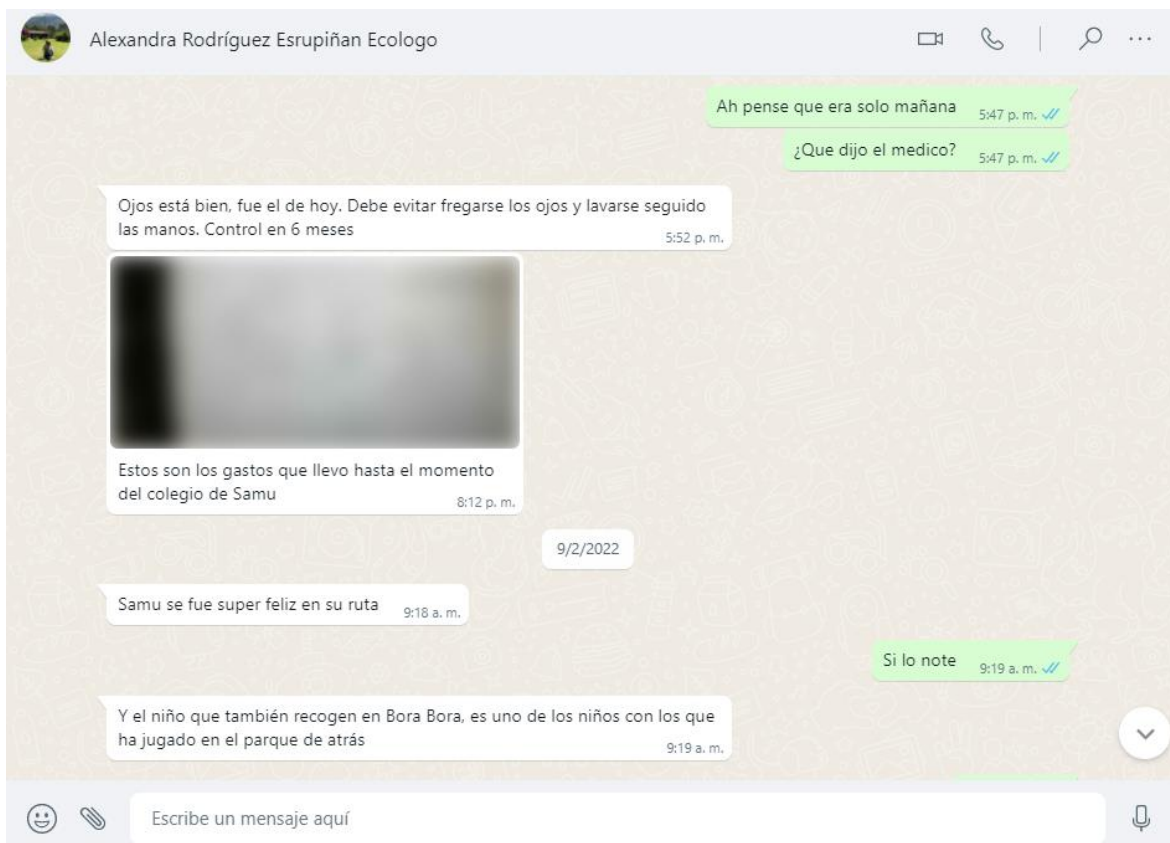 Alexandra Rodríguez Esrupiñan Ecologo
Ah pense que era solo mañana 5:47 p. m.
¿Que dijo el medico? 5:47 p. m.
Ojos está bien, fue el de hoy. Debe evitar fregarse los ojos y lavarse seguido
las manos. Control en 6 meses 5:52 p. m.
Estos son los gastos que llevo hasta el momento
del colegio de Samu 8:12 p. m.
9/2/2022
Samu se fue super feliz en su ruta 9:18 a. m.
Si lo note 9:19 a. m.
Y el niño que también recogen en Bora Bora, es uno de los niños con los que
ha jugado en el parque de atrás 9:19 a. m.
Escribe un mensaje aquí